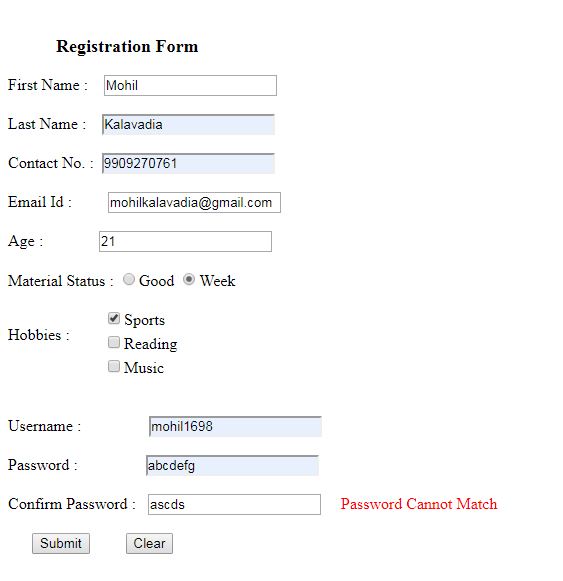 Registration Form
First Name : Mohil
Last Name : Kalavadia
Contact No. : 9909270761
Email Id : mohilkalavadia@gmail.com
Age : 21
Material Status : Good Week
Hobbies : Sports
Reading
Music
Username : mohil1698
Password : abcdefg
Confirm Password : ascds Password Cannot Match
Submit Clear